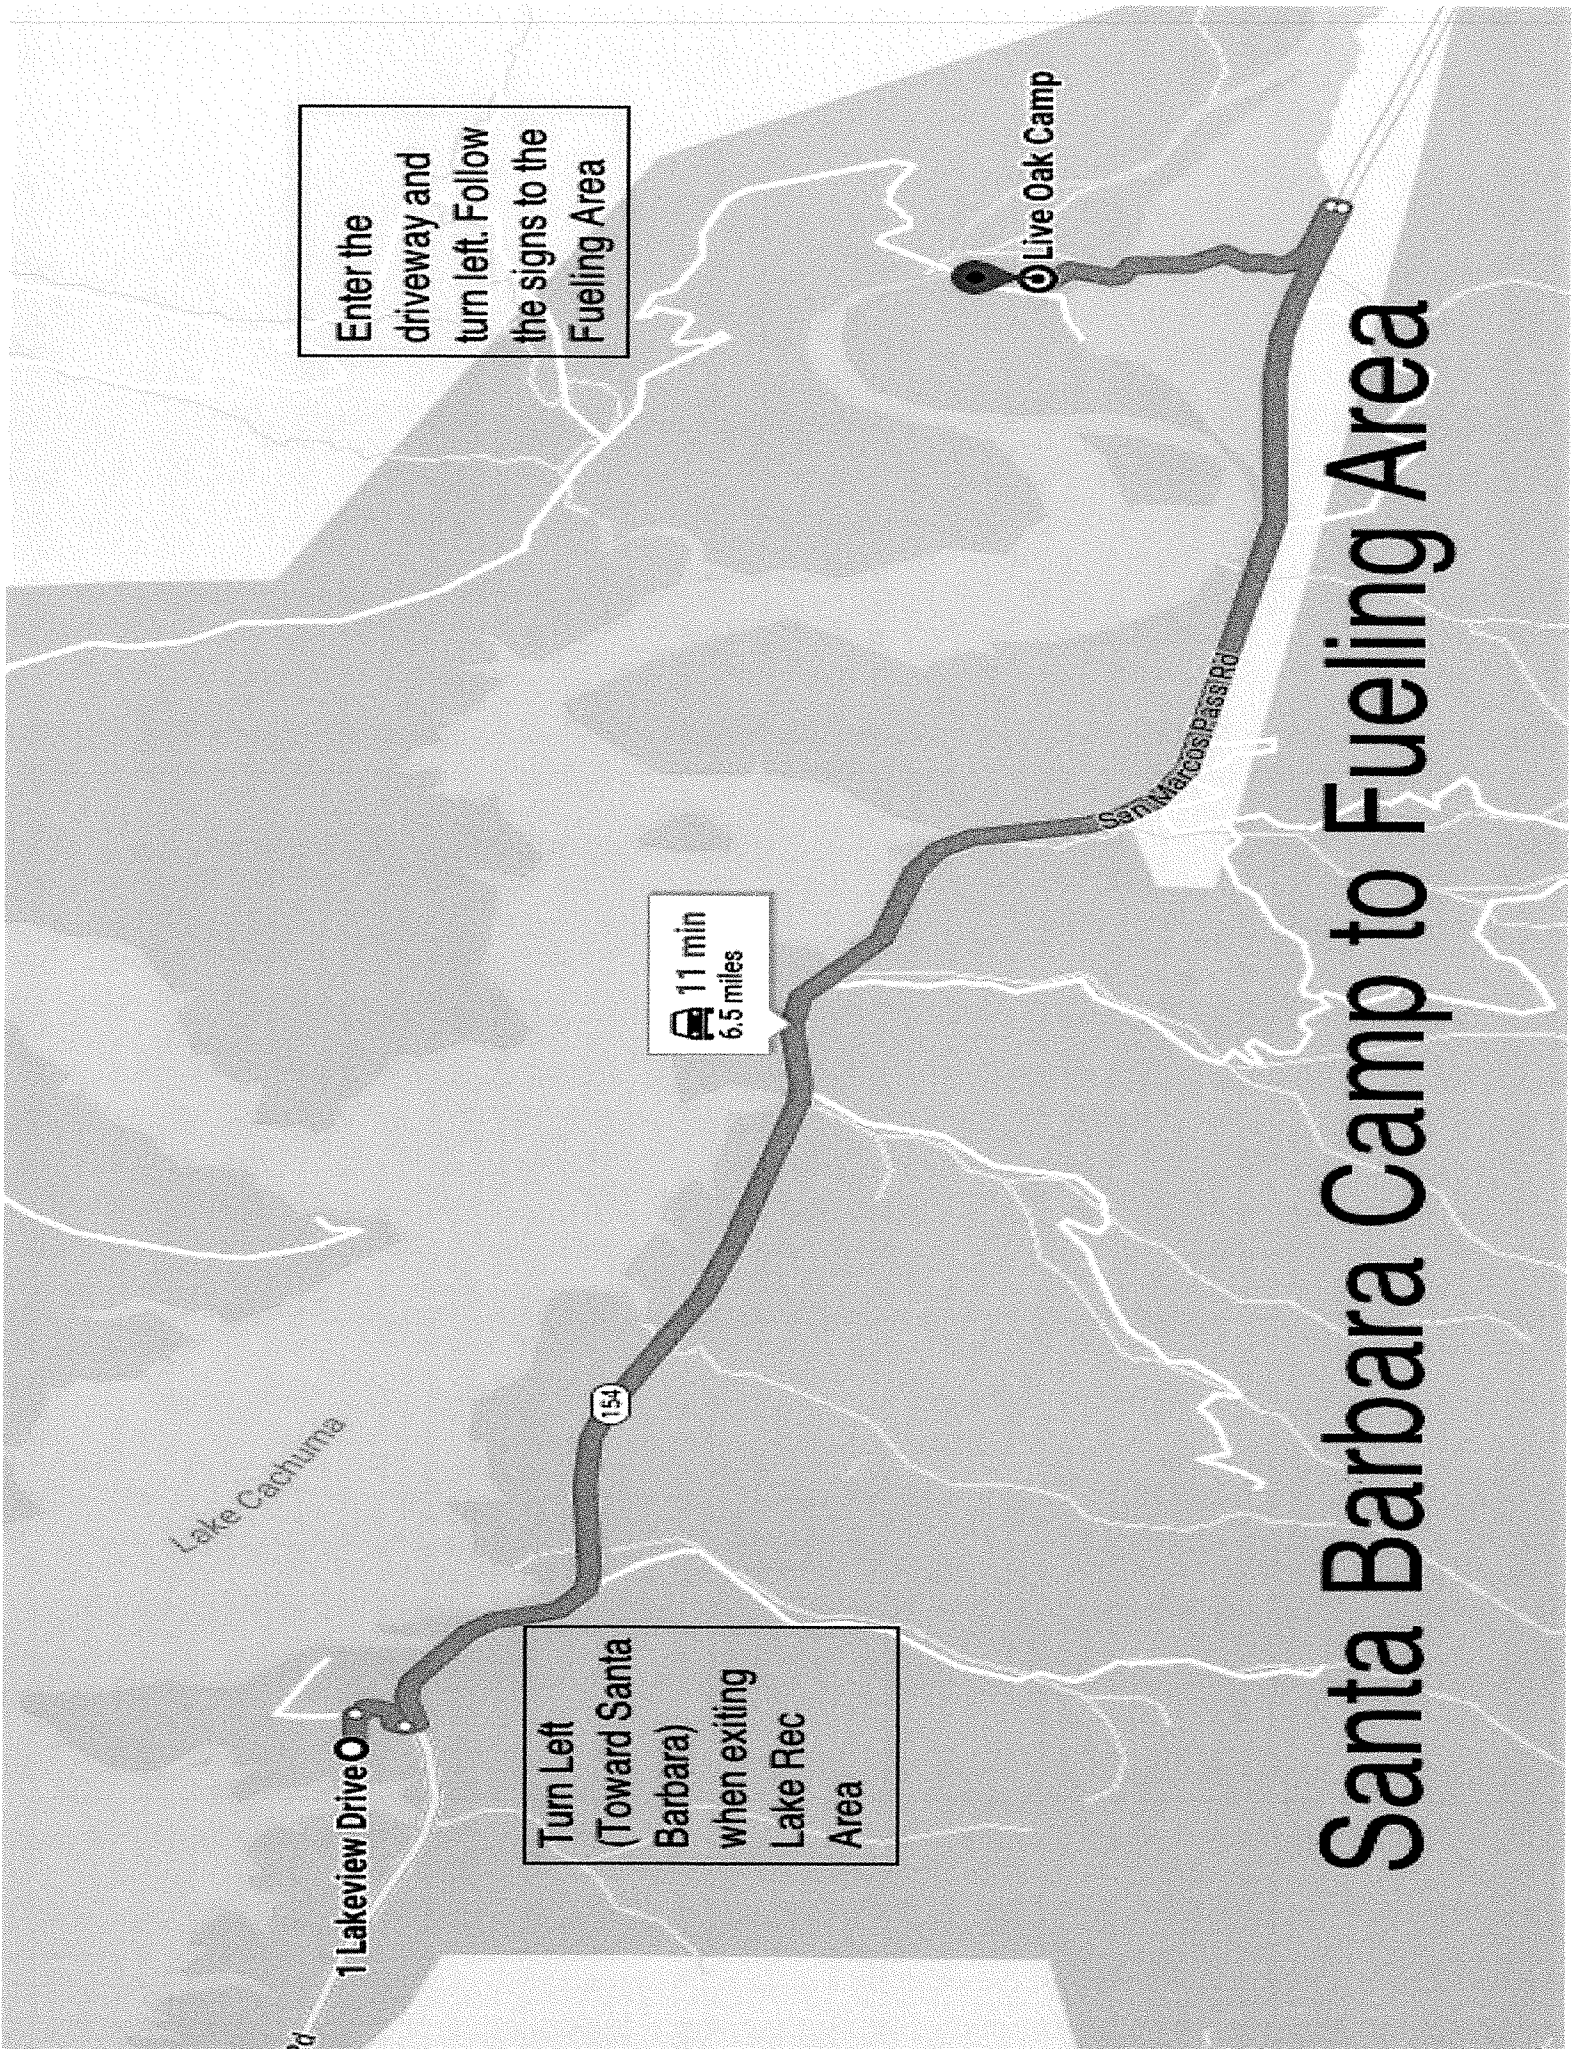 1 Lakeview Drive
Lake Cachuma
Turn Left
(Toward Santa
Barbara)
when exiting
Lake Rec
Area
154
11 min
6.5 miles
San Marcos Pass Rd
Enter the
driveway and
turn left. Follow
the signs to the
Fueling Area
Live Oak Camp
Santa Barbara Camp to Fueling Area